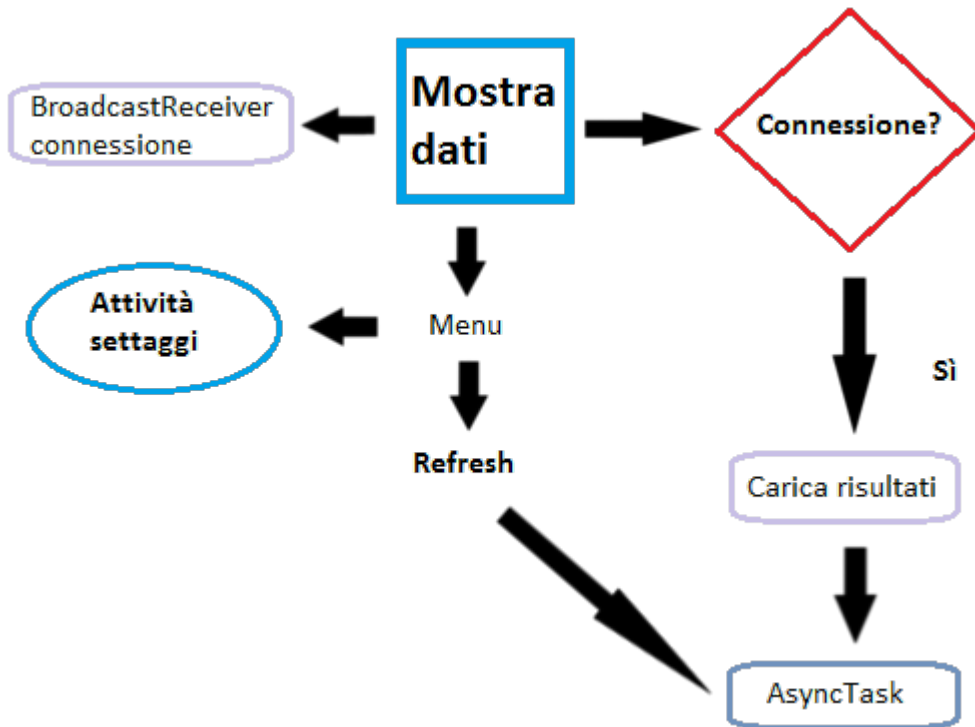 Mostra
dati
BroadcastReceiver
connessione
Connessione?
Attività
settaggi
Menu
Sì
Refresh
Carica risultati
AsyncTask